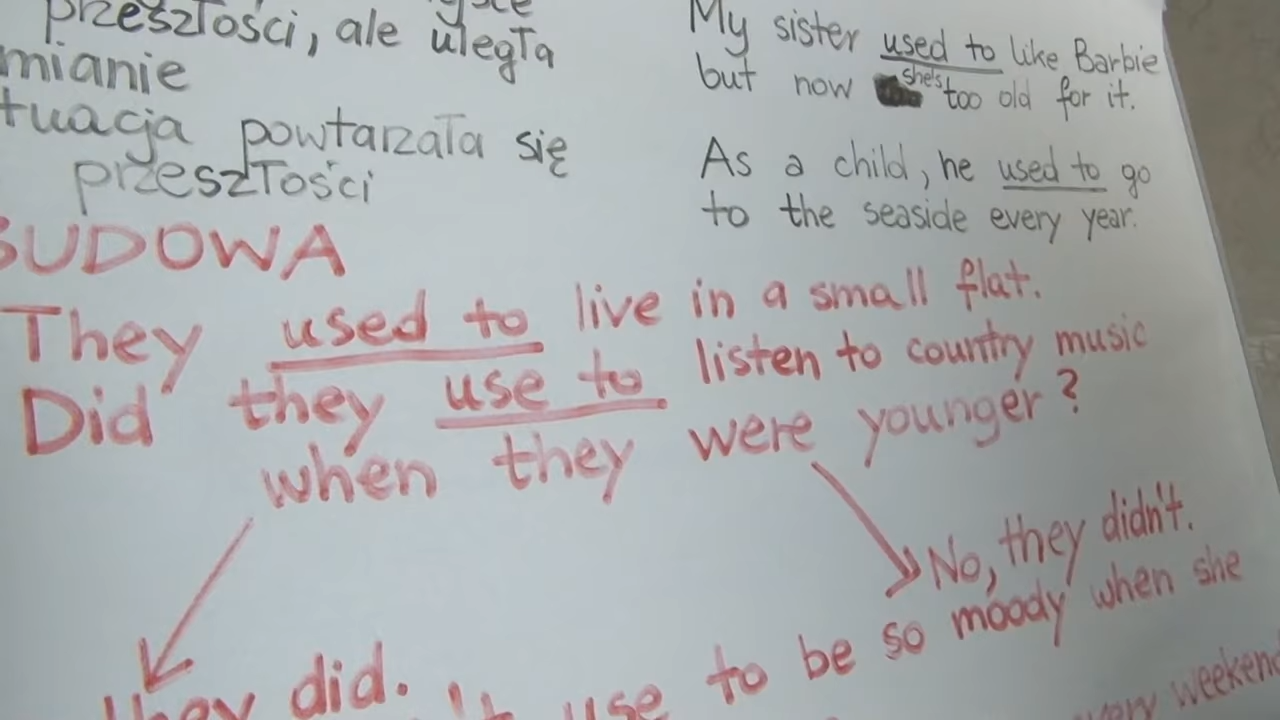 przeszłości, ale uległa
mianie
tuacja powtarzała się
przeszłości
My sister used to like Barbie
but now she's too old for it.
As a child, he used to go
to the seaside every year.
BUDOWA
They used to live in a small flat.
Did they use to listen to country music
when they were younger?
No, they didn't.
they did.
use to be so moody when she
every weekend